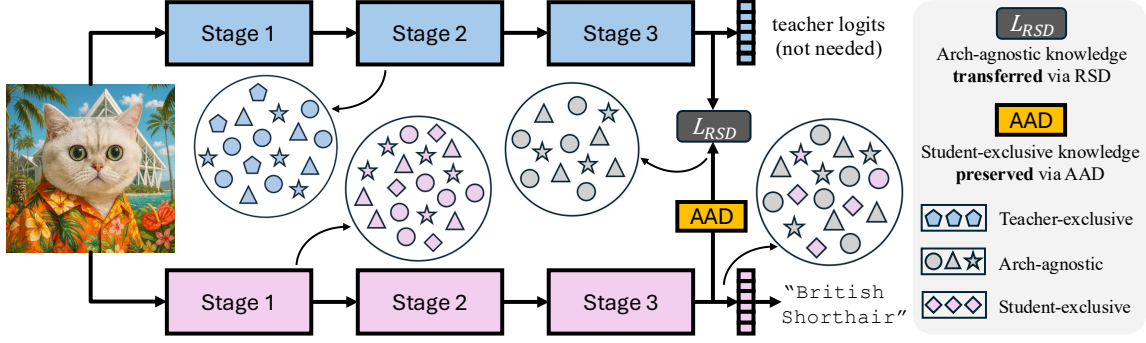 Stage 1
Stage 2
Stage 3
teacher logits
(not needed)
L_RSD
AAD
Stage 1
Stage 2
Stage 3
"British
Shorthair"
L_RSD
Arch-agnostic knowledge
transferred via RSD
AAD
Student-exclusive knowledge
preserved via AAD
Teacher-exclusive
Arch-agnostic
Student-exclusive